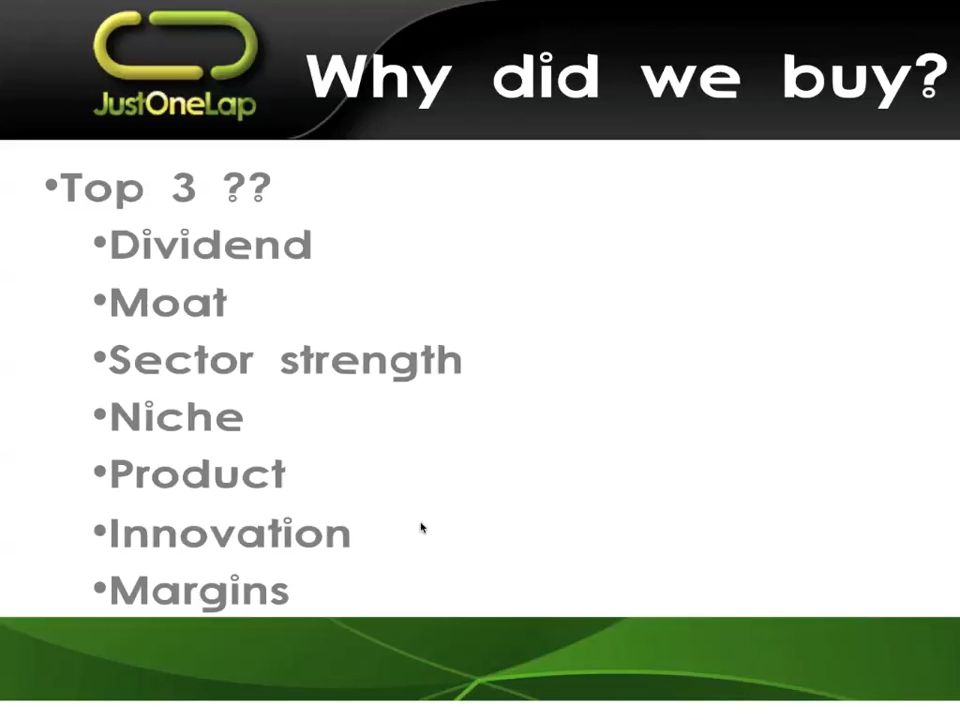 JustOneLap
Why did we buy?
•Top 3 ??
•Dividend
•Moat
•Sector strength
•Niche
•Product
•Innovation
•Margins